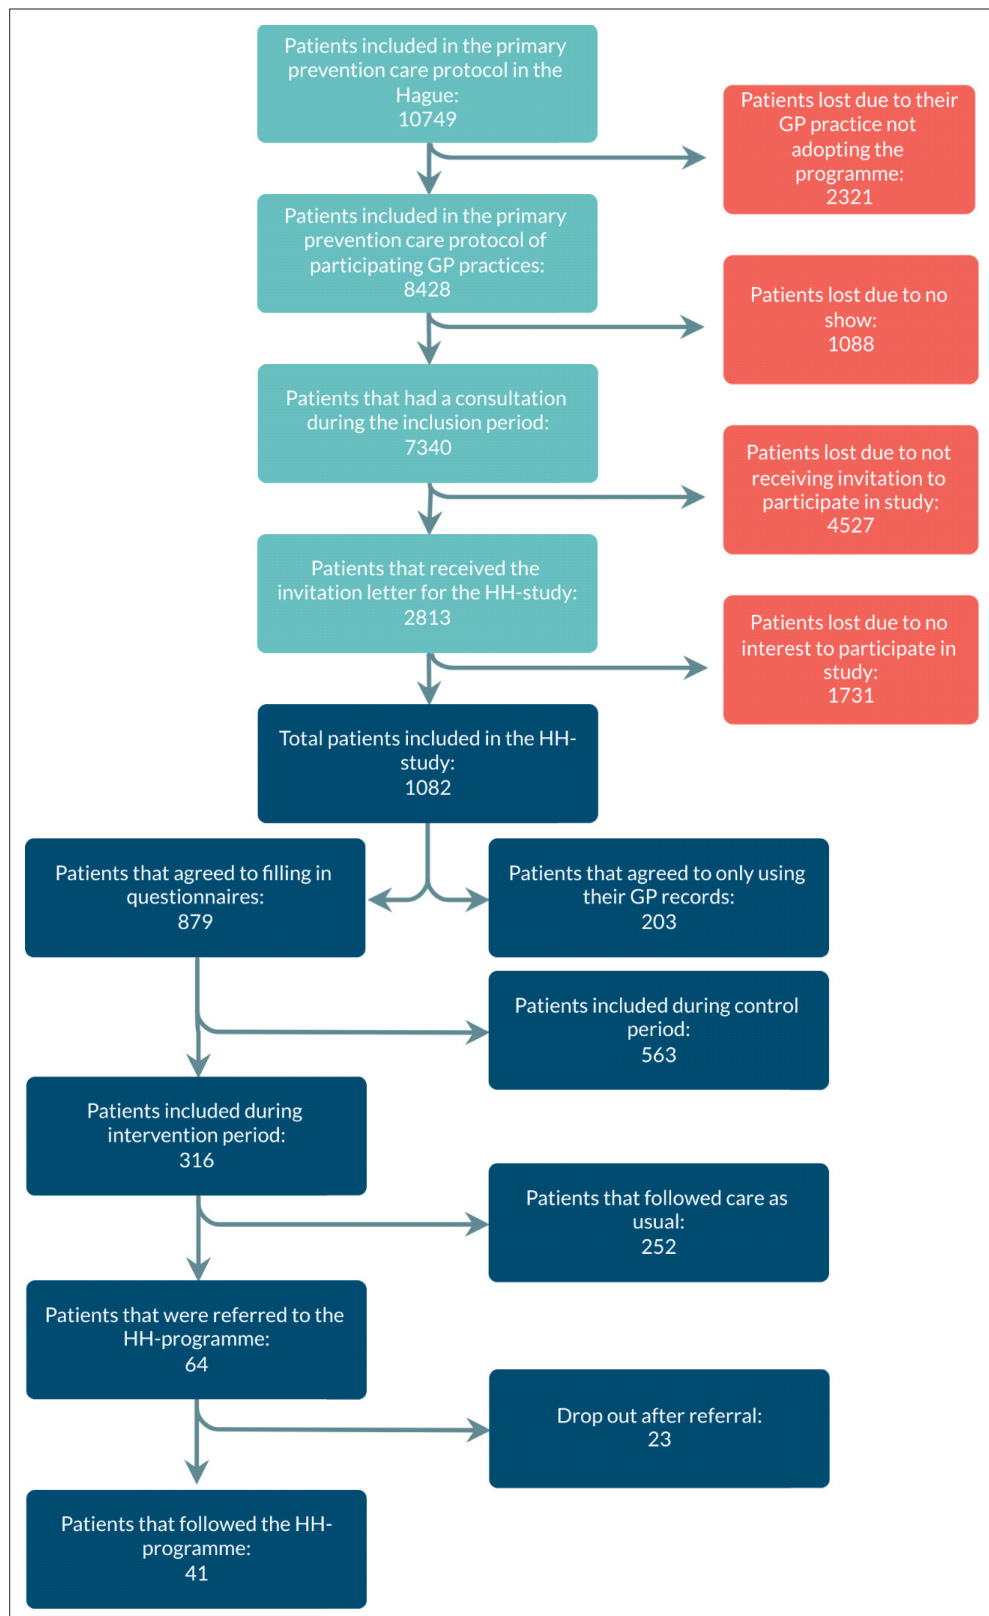 Patients included in the primary
prevention care protocol in the
Hague:
10749
Patients lost due to their
GP practice not
adopting the
programme:
2321
Patients included in the primary
prevention care protocol of
participating GP practices:
8428
Patients lost due to no
show:
1088
Patients that had a consultation
during the inclusion period:
7340
Patients lost due to not
receiving invitation to
participate in study:
4527
Patients that received the
invitation letter for the HH-study:
2813
Patients lost due to no
interest to participate in
study:
1731
Total patients included in the HH-
study:
1082
Patients that agreed to filling in
questionnaires:
879
Patients that agreed to only using
their GP records:
203
Patients included during control
period:
563
Patients included during
intervention period:
316
Patients that followed care as
usual:
252
Patients that were referred to the
HH-programme:
64
Drop out after referral:
23
Patients that followed the HH-
programme:
41